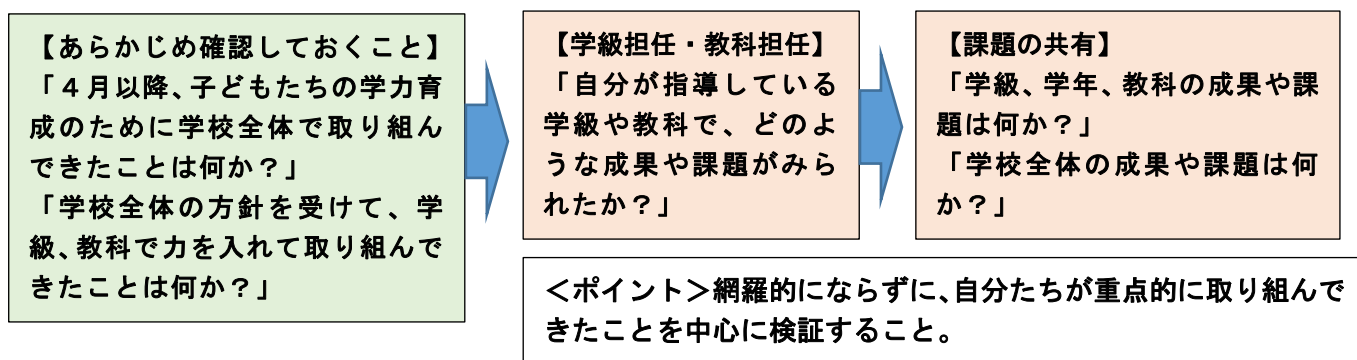 【あらかじめ確認しておくこと】
「４月以降、子どもたちの学力育
成のために学校全体で取り組ん
できたことは何か？」
「学校全体の方針を受けて、学
級、教科で力を入れて取り組んで
きたことは何か？」
【学級担任・教科担任】
「自分が指導している
学級や教科で、どのよ
うな成果や課題がみら
れたか？」
【課題の共有】
「学級、学年、教科の成果や課
題は何か？」
「学校全体の成果や課題は何
か？」
＜ポイント＞網羅的にならずに、自分たちが重点的に取り組んで
きたことを中心に検証すること。